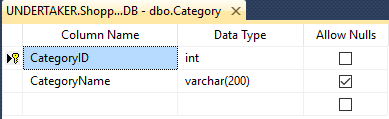 UNDERTAKER.Shopp...DB - dbo.Category
Column Name Data Type Allow Nulls
CategoryID int
CategoryName varchar(200)